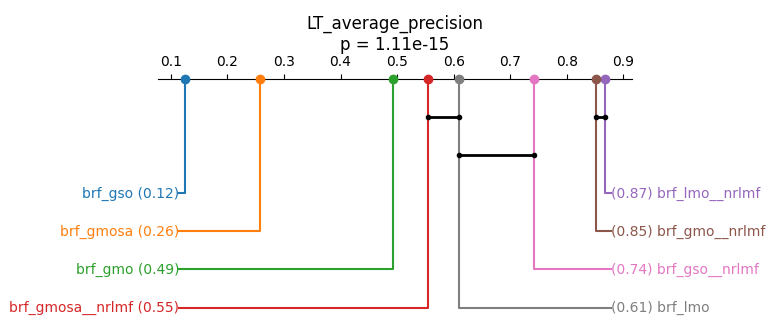 LT_average_precision
p = 1.11e-15
0.1 0.2 0.3 0.4 0.5 0.6 0.7 0.8 0.9
brf_gso (0.12) (0.87) brf_lmo__nrlmf
brf_gmosa (0.26) (0.85) brf_gmo__nrlmf
brf_gmo (0.49) (0.74) brf_gso__nrlmf
brf_gmosa__nrlmf (0.55) (0.61) brf_lmo